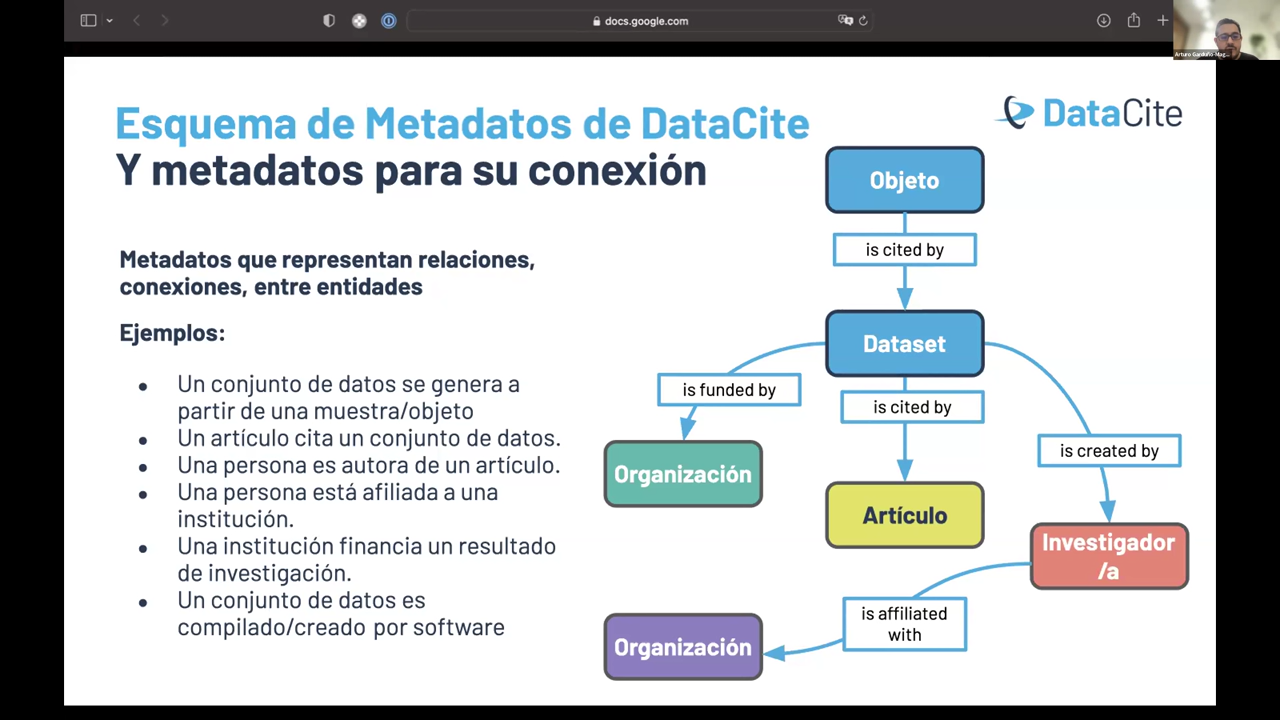 docs.google.com
Esquema de Metadatos de DataCite
Y metadatos para su conexión
DataCite
Metadatos que representan relaciones,
conexiones, entre entidades
Ejemplos:
Un conjunto de datos se genera a
partir de una muestra/objeto
Un artículo cita un conjunto de datos.
Una persona es autora de un artículo.
Una persona está afiliada a una
institución.
Una institución financia un resultado
de investigación.
Un conjunto de datos es
compilado/creado por software
Objeto
is cited by
Dataset
is funded by
is cited by
is created by
Organización
Artículo
Investigador
/a
is affiliated
with
Organización